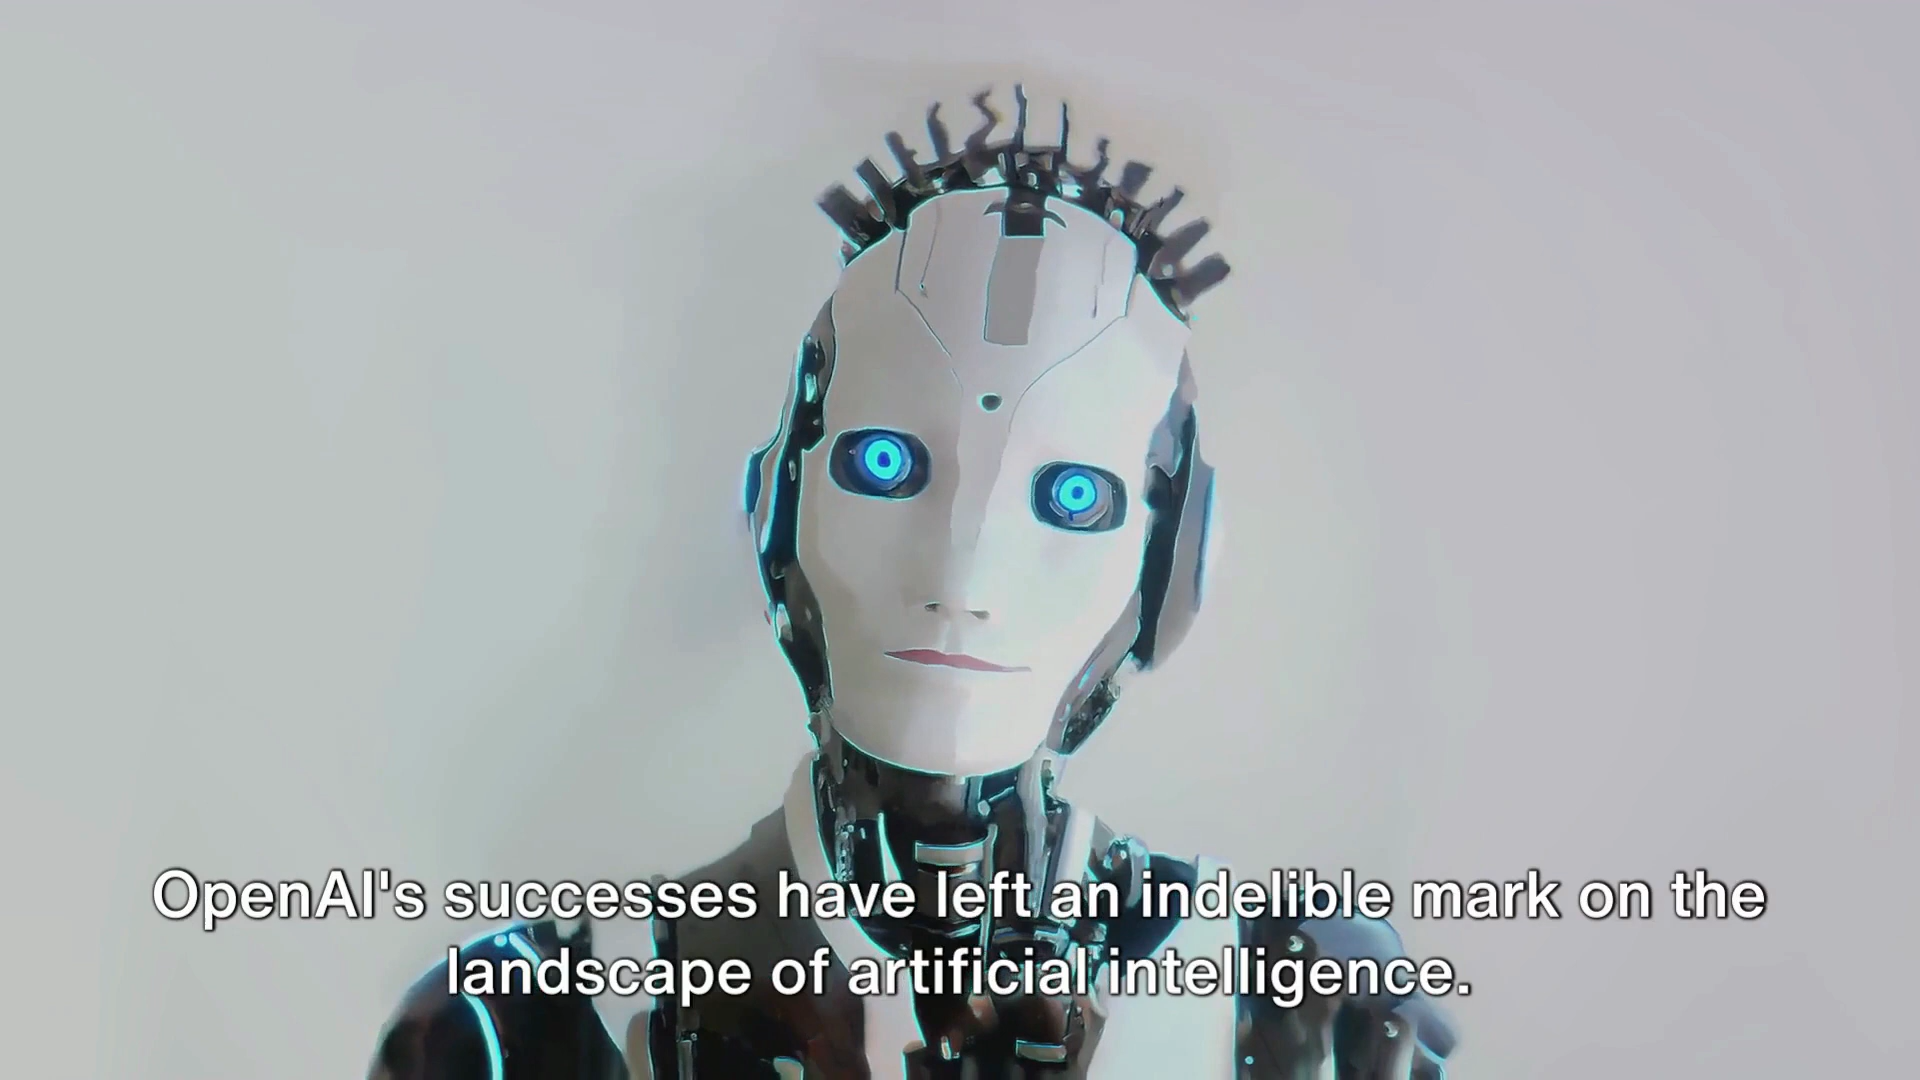 OpenAI's successes have left an indelible mark on the
landscape of artificial intelligence.